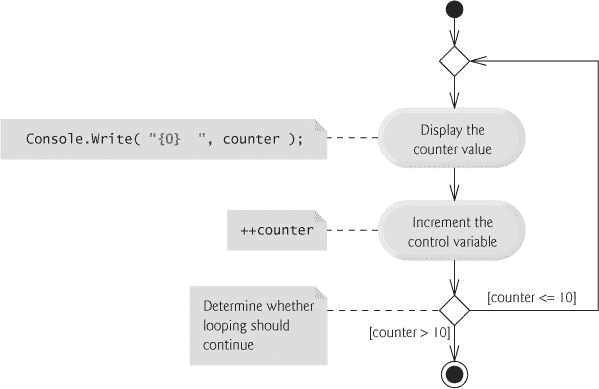 Console.Write( "{0}  ", counter );
Display the
counter value
++counter
Increment the
control variable
Determine whether
looping should
continue
[counter <= 10]
[counter > 10]